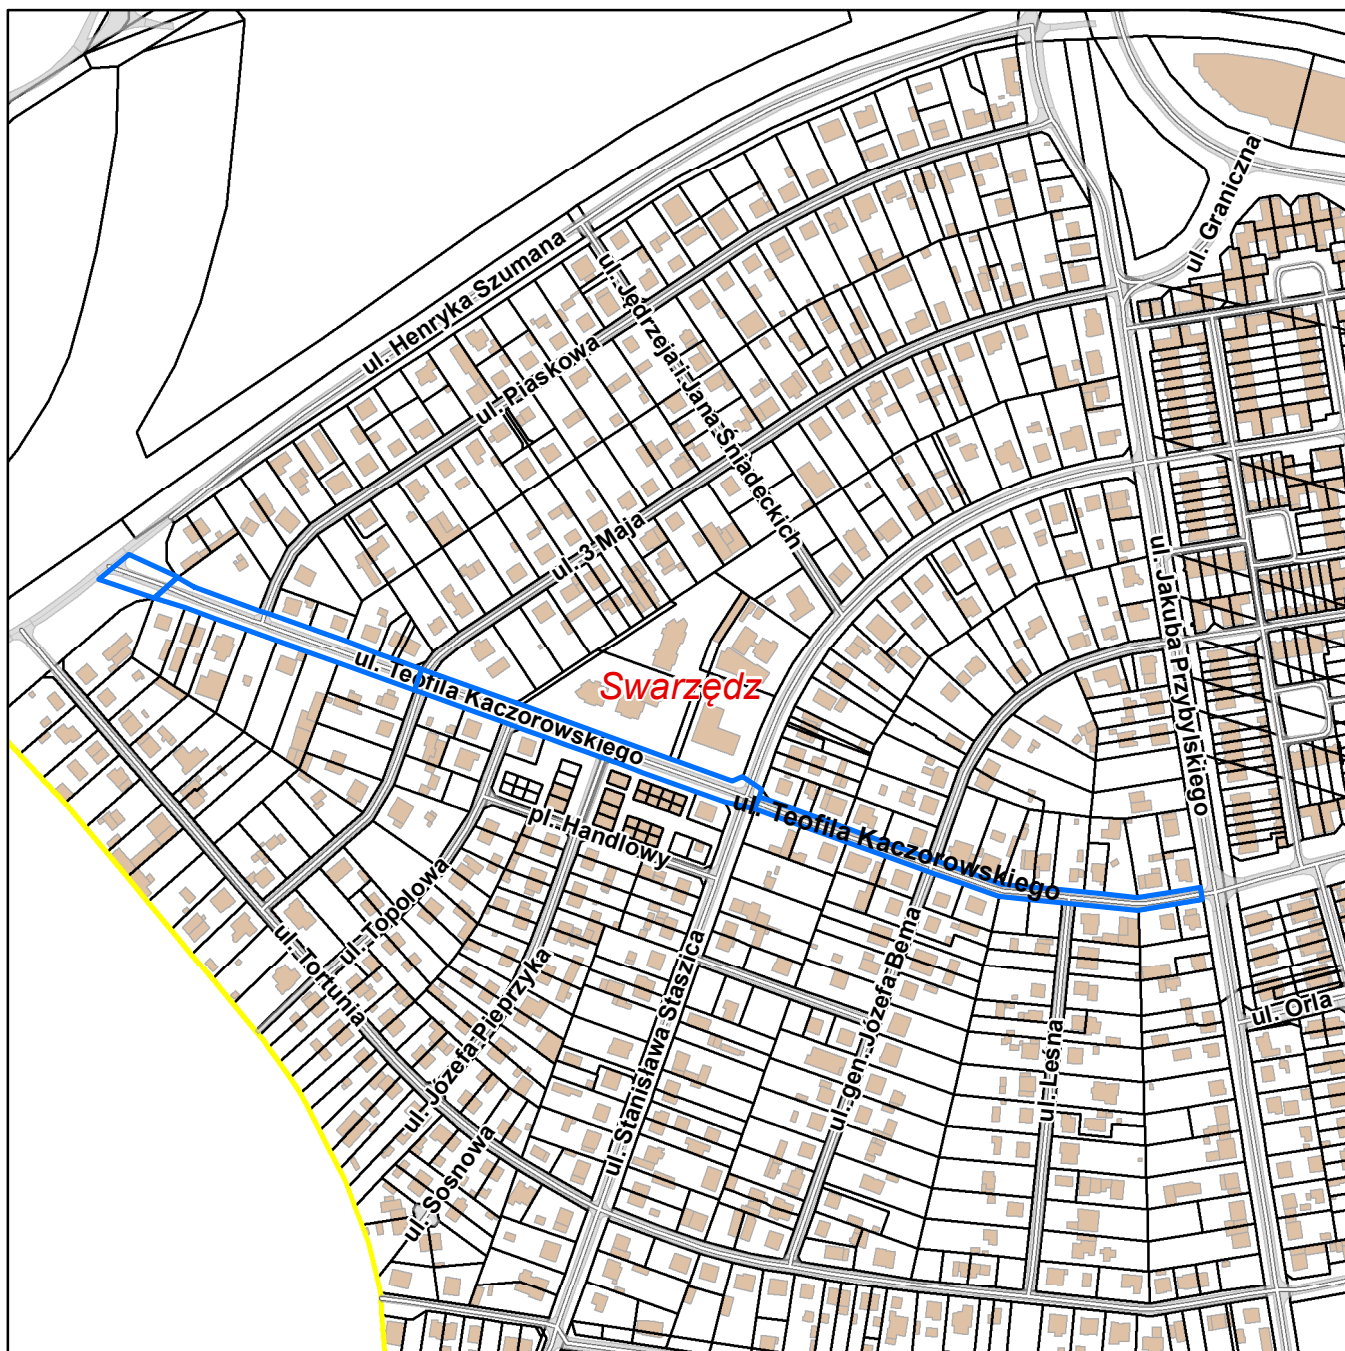 ul. Graniczna
ul. Henryka Szumana
ul. Jędrzeja i Jana Śniadeckich
ul. Piaskowa
ul. 3 Maja
ul. Jakuba Przybylskiego
ul. Teofila Kaczorowskiego
Swarzędz
ul. Teofila Kaczorowskiego
pl. Handlowy
ul. Topolowa
ul. Tortunia
ul. Józefa Pieprzyka
ul. Stanisława Staszica
ul. gen. Józefa Bema
ul. Leśna
ul. Orla
ul. Sosnowa